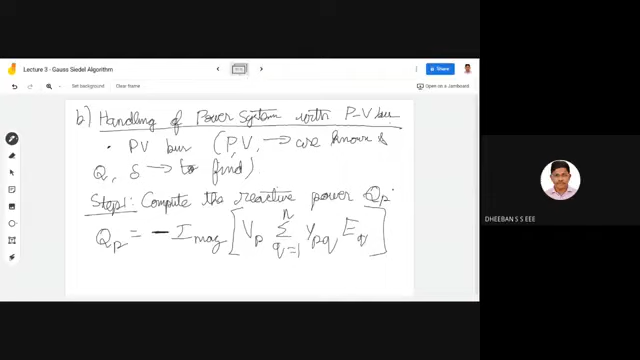 Lecture 3 - Gauss Siedel Algorithm
Share
Set background
Clear frame
Open on a Jamboard
b) Handling of Power System with P-V bus
• PV bus (P,V, → are known &
Q, δ → to find)
Step1: Compute the reactive power Qp.
Qp = - Imag [ Vp ∑ n q=1 Ypq Eq ]
DHEEBAN S S EEE